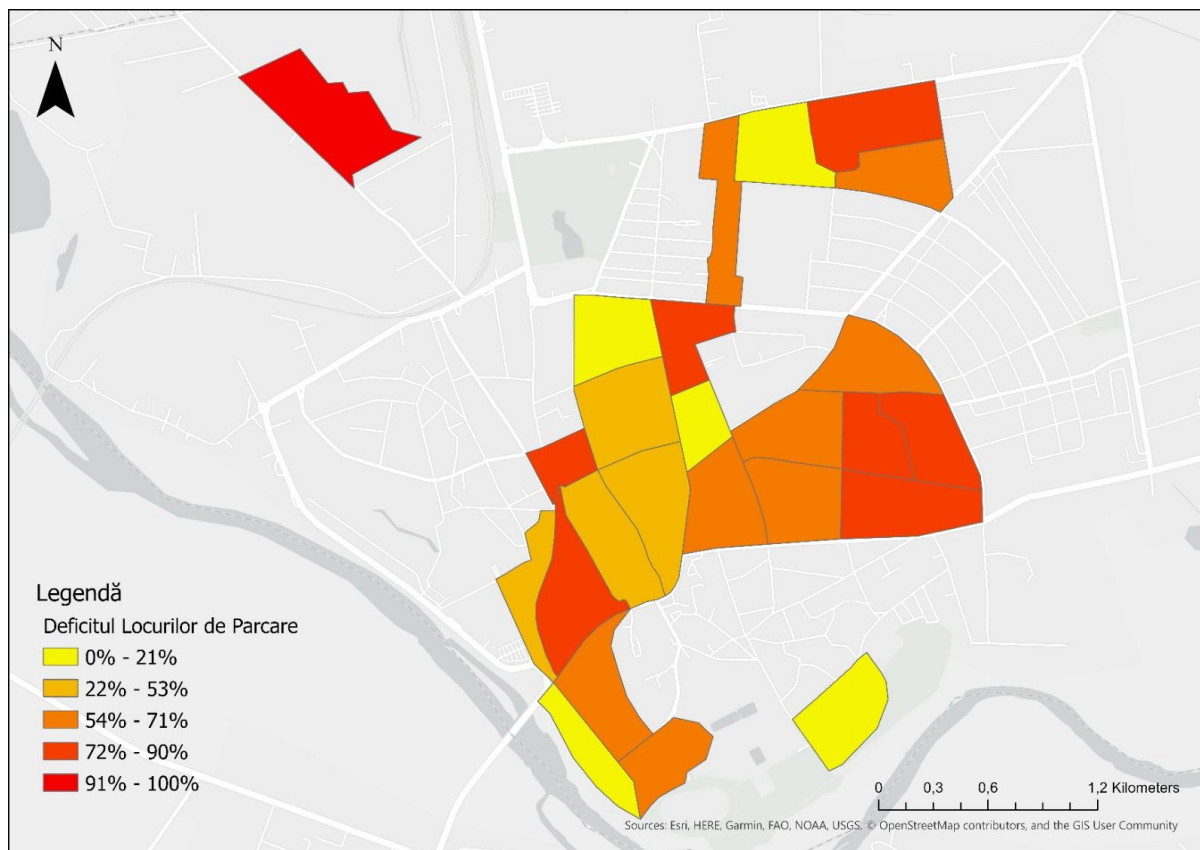 N
Legendă
Deficitul Locurilor de Parcare
0% - 21%
22% - 53%
54% - 71%
72% - 90%
91% - 100%
0 0,3 0,6 1,2 Kilometers
Sources: Esri, HERE, Garmin, FAO, NOAA, USGS, © OpenStreetMap contributors, and the GIS User Community